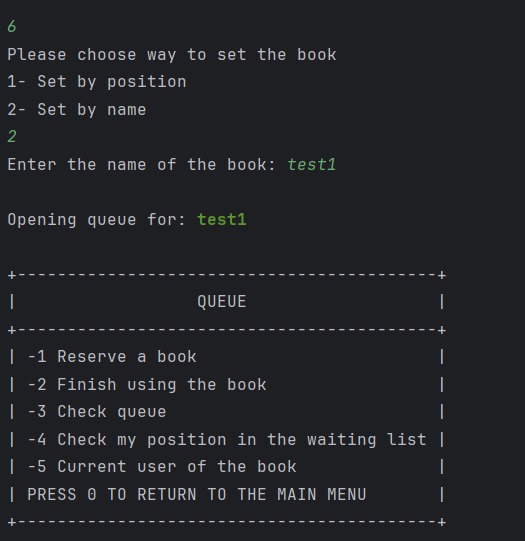 6
Please choose way to set the book
1- Set by position
2- Set by name
2
Enter the name of the book: test1
Opening queue for: test1
+------------------------------------------+
|                  QUEUE                   |
+------------------------------------------+
| -1 Reserve a book                        |
| -2 Finish using the book                 |
| -3 Check queue                           |
| -4 Check my position in the waiting list |
| -5 Current user of the book              |
| PRESS 0 TO RETURN TO THE MAIN MENU       |
+------------------------------------------+